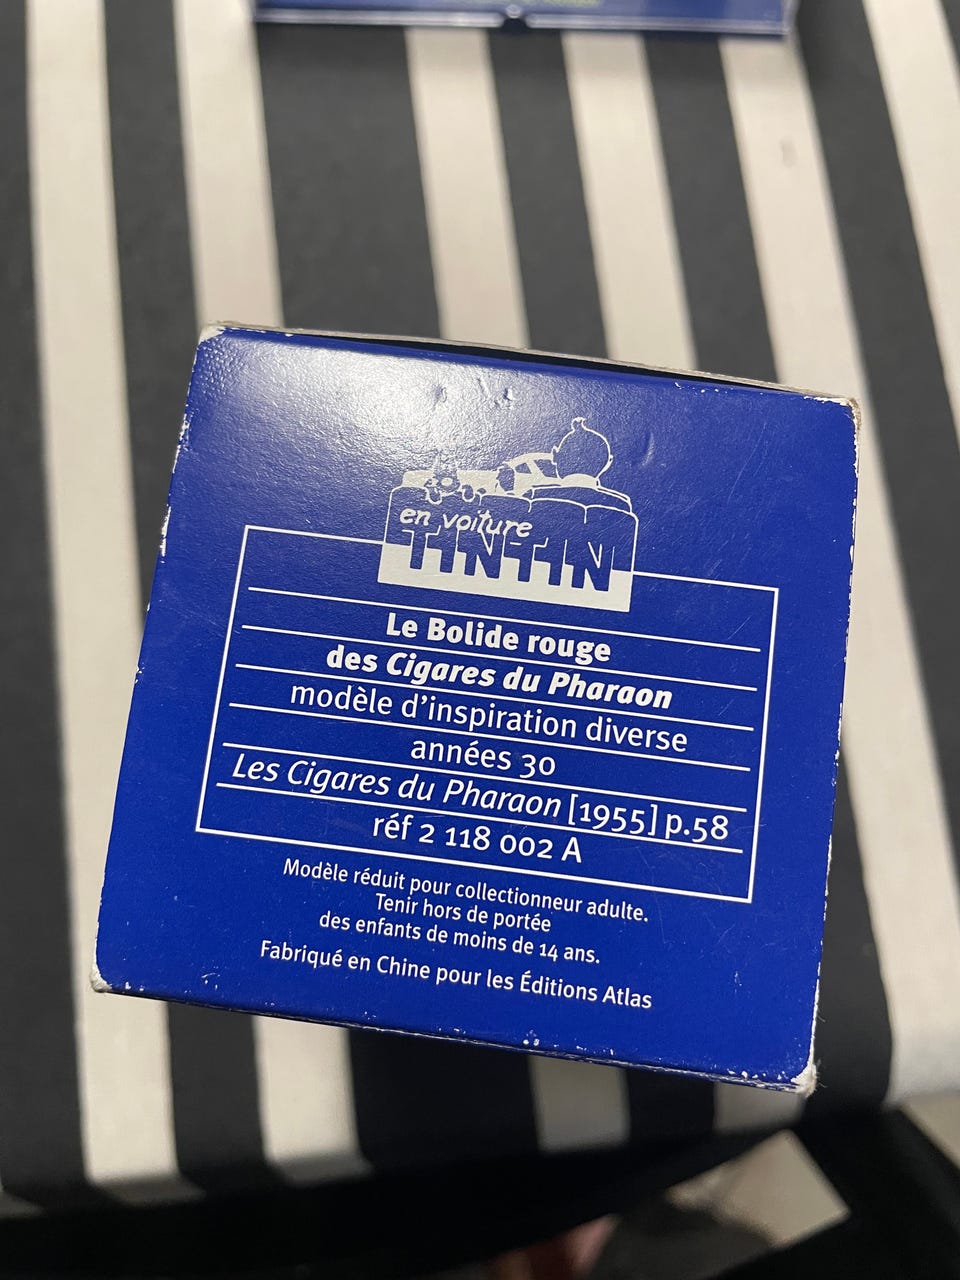 en voiture
TINTIN
Le Bolide rouge
des Cigares du Pharaon
modèle d'inspiration diverse
années 30
Les Cigares du Pharaon [1955] p.58
réf 2 118 002 A
Modèle réduit pour collectionneur adulte.
Tenir hors de portée
des enfants de moins de 14 ans.
Fabriqué en Chine pour les Éditions Atlas